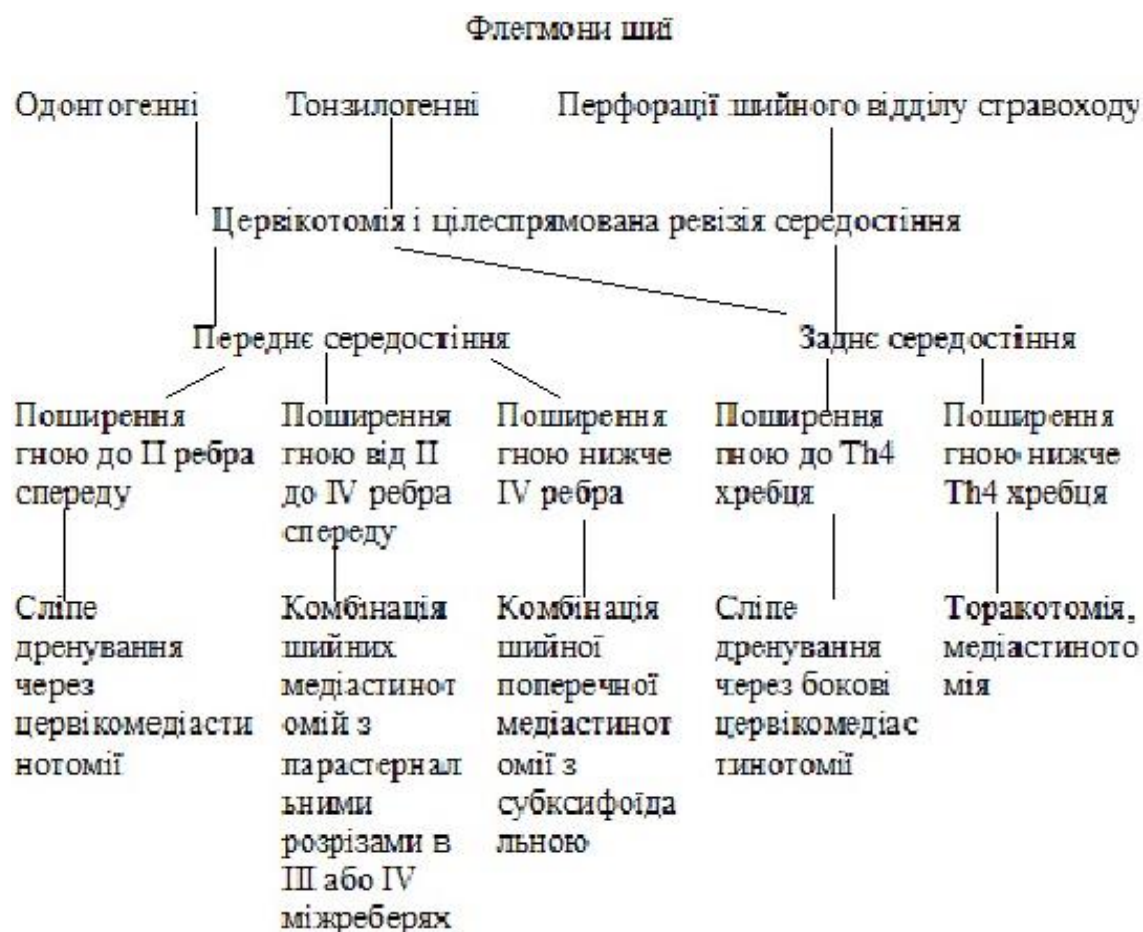 Флегмони шиї
Одонтогенні
Тонзилогенні
Перфорації шийного відділу стравоходу
Цервікотомія і цілеспрямована ревізія середостіння
Переднє середостіння
Заднє середостіння
Поширення
гною до II ребра
спереду
Поширення
гною від II
до IV ребра
спереду
Поширення
гною нижче
IV ребра
Поширення
гною до Th4
хребця
Поширення
гною нижче
Th4 хребця
Сліпе
дренування
через
цервікомедіасти
нотомії
Комбінація
шийних
медіастинот
омій з
парастернал
ьними
розрізами в
III або IV
міжреберях
Комбінація
шийної
поперечної
медіастинот
омії з
субксифоїда
льною
Сліпе
дренування
через бокові
цервікомедіас
тинотомії
Торакотомія,
медіастиното
мія